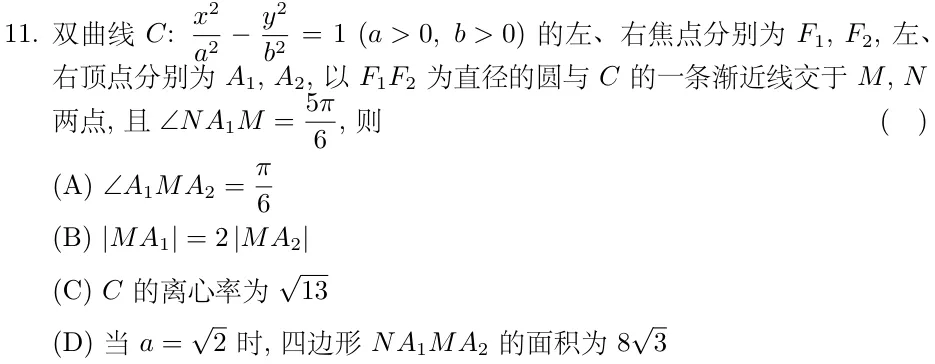 11. 双曲线 C: x²/a² − y²/b² = 1 (a > 0, b > 0) 的左、右焦点分别为 F₁, F₂, 左、
右顶点分别为 A₁, A₂, 以 F₁F₂ 为直径的圆与 C 的一条渐近线交于 M, N
两点, 且 ∠NA₁M = 5π/6, 则 ( )
(A) ∠A₁MA₂ = π/6
(B) |MA₁| = 2 |MA₂|
(C) C 的离心率为 √13
(D) 当 a = √2 时, 四边形 NA₁MA₂ 的面积为 8√3